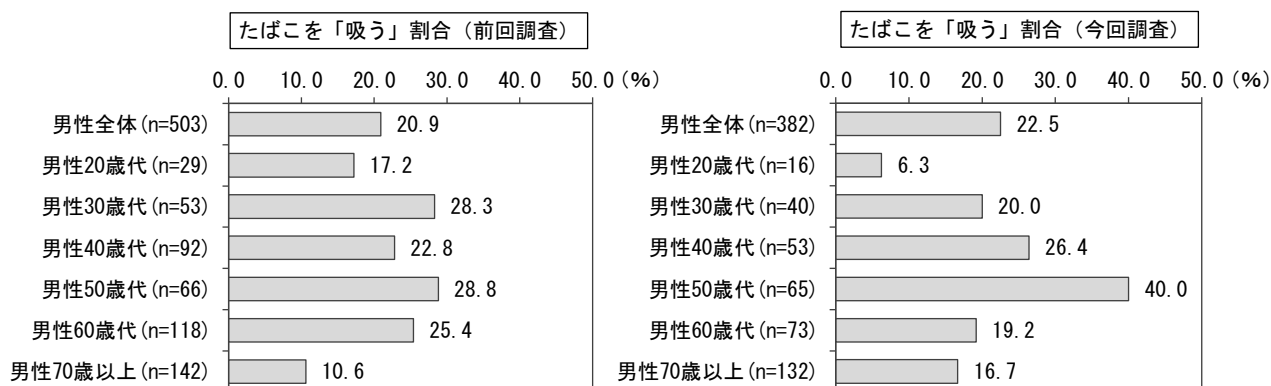 たばこを「吸う」割合（前回調査）
0.0 10.0 20.0 30.0 40.0 50.0（％）
男性全体(n=503) 20.9
男性20歳代(n=29) 17.2
男性30歳代(n=53) 28.3
男性40歳代(n=92) 22.8
男性50歳代(n=66) 28.8
男性60歳代(n=118) 25.4
男性70歳以上(n=142) 10.6
たばこを「吸う」割合（今回調査）
0.0 10.0 20.0 30.0 40.0 50.0（％）
男性全体(n=382) 22.5
男性20歳代(n=16) 6.3
男性30歳代(n=40) 20.0
男性40歳代(n=53) 26.4
男性50歳代(n=65) 40.0
男性60歳代(n=73) 19.2
男性70歳以上(n=132) 16.7